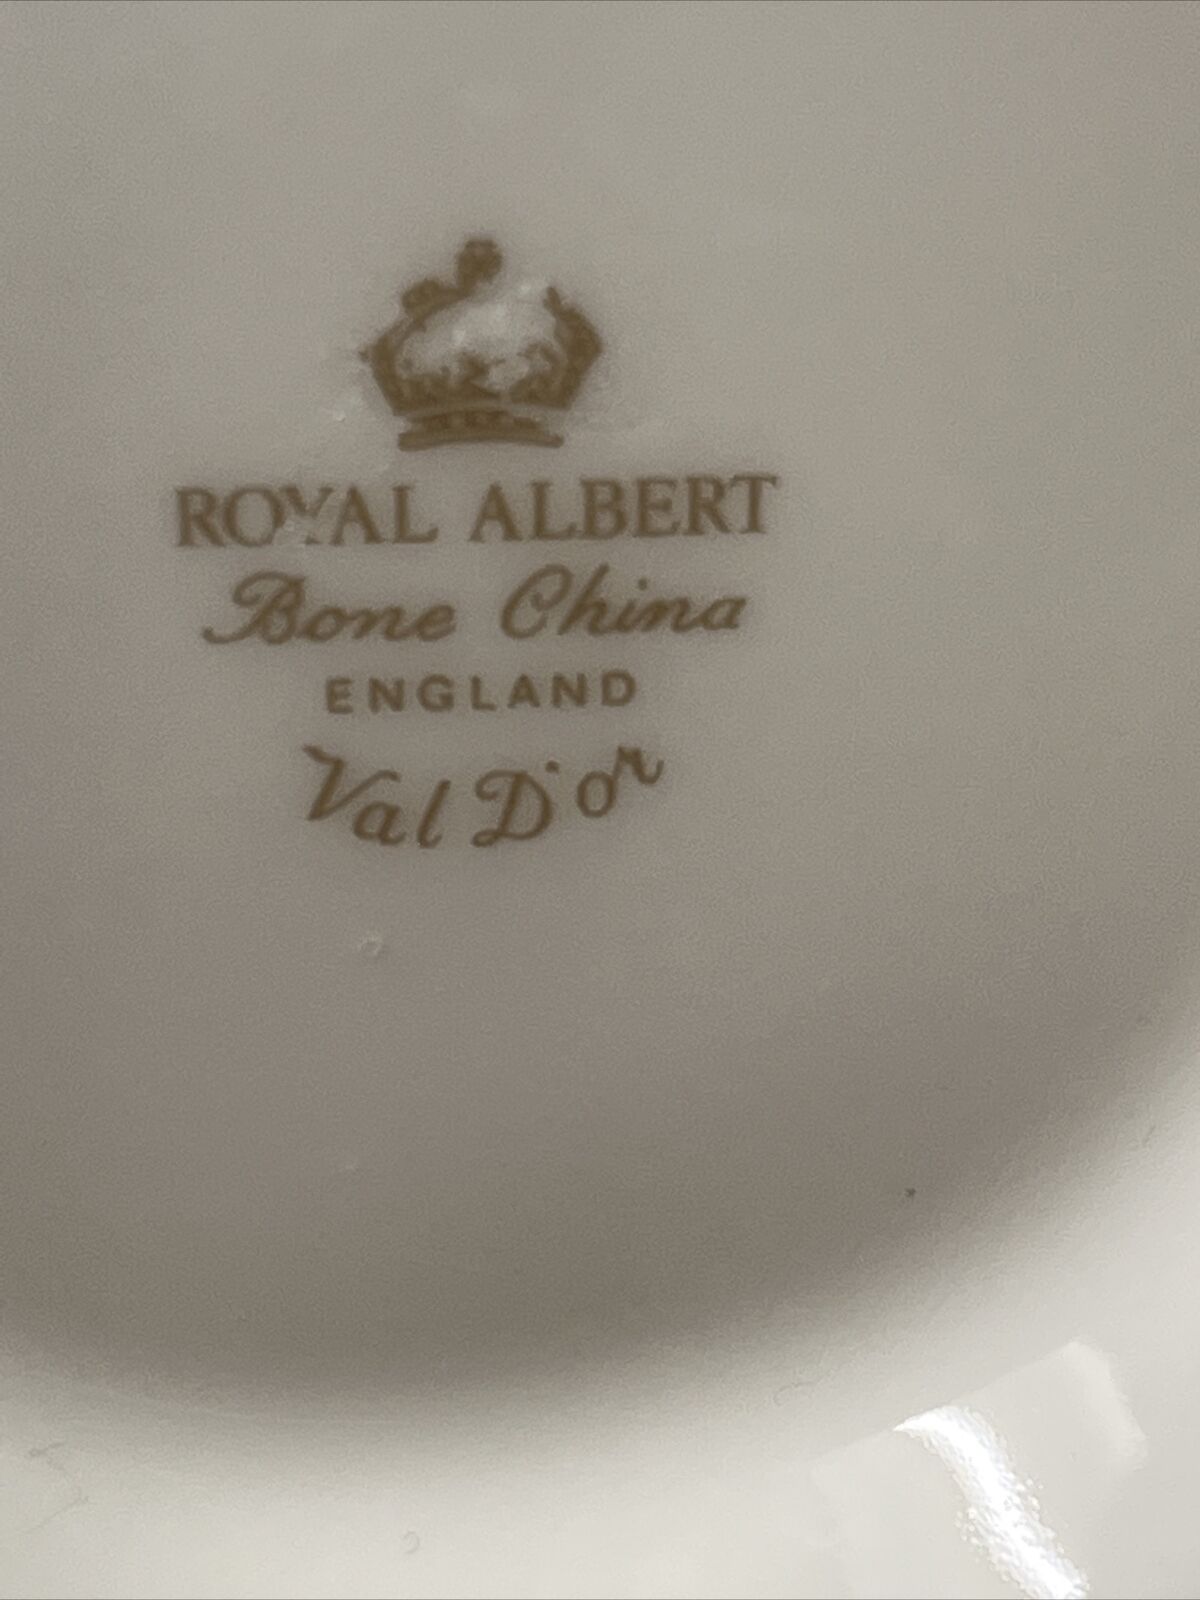 ROYAL ALBERT
Bone China
ENGLAND
Val D'or